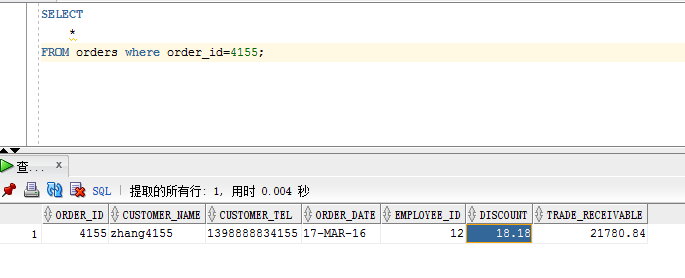 SELECT
*
FROM orders where order_id=4155;
查... x
SQL | 提取的所有行: 1, 用时 0.004 秒
ORDER_ID CUSTOMER_NAME CUSTOMER_TEL ORDER_DATE EMPLOYEE_ID DISCOUNT TRADE_RECEIVABLE
1 4155 zhang4155 1398888834155 17-MAR-16 12 18.18 21780.84